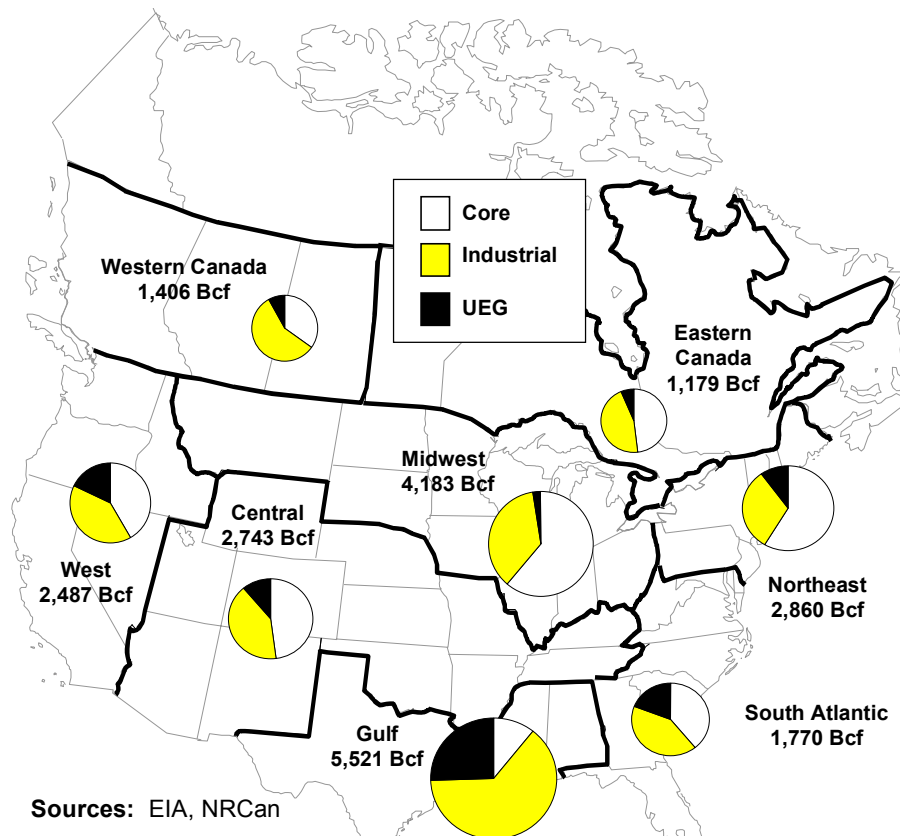 Core
Industrial
UEG
Western Canada
1,406 Bcf
Eastern
Canada
1,179 Bcf
Midwest
4,183 Bcf
Central
2,743 Bcf
West
2,487 Bcf
Northeast
2,860 Bcf
South Atlantic
1,770 Bcf
Gulf
5,521 Bcf
Sources: EIA, NRCan